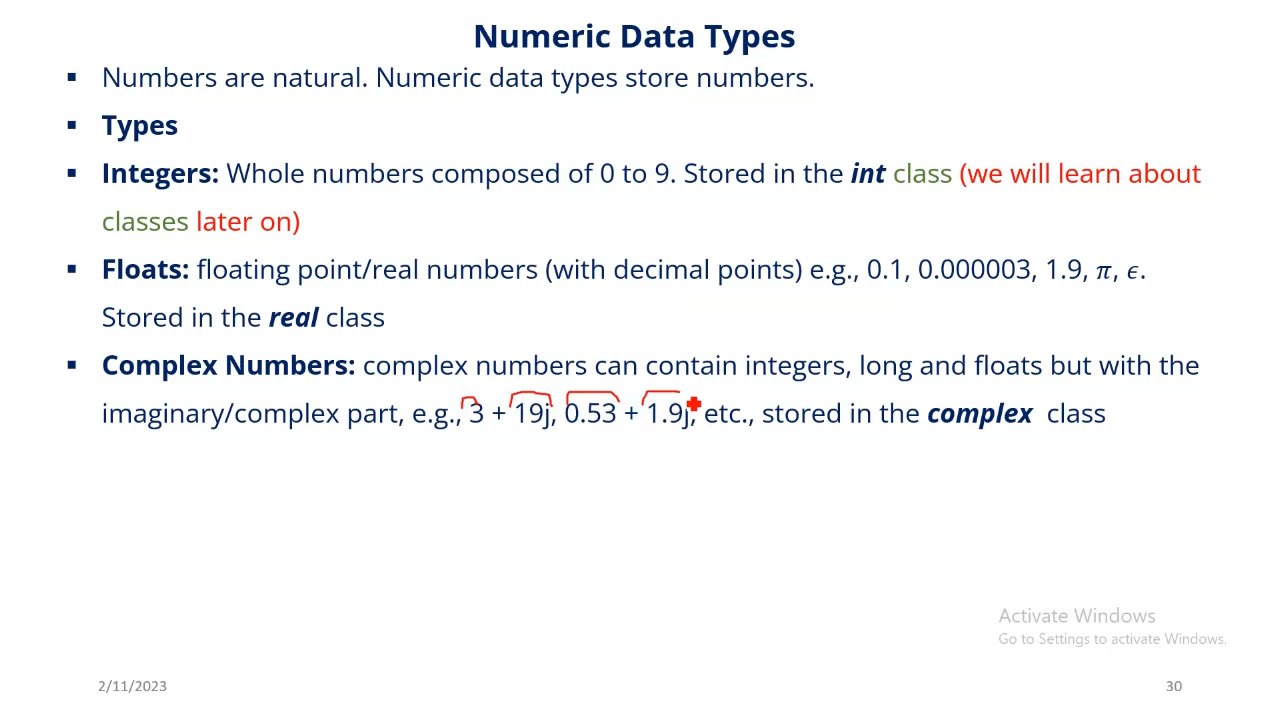 Numeric Data Types
▪ Numbers are natural. Numeric data types store numbers.
▪ Types
▪ Integers: Whole numbers composed of 0 to 9. Stored in the int class (we will learn about
classes later on)
▪ Floats: floating point/real numbers (with decimal points) e.g., 0.1, 0.000003, 1.9, π, ϵ.
Stored in the real class
▪ Complex Numbers: complex numbers can contain integers, long and floats but with the
imaginary/complex part, e.g., 3 + 19j, 0.53 + 1.9j, etc., stored in the complex class
Activate Windows
Go to Settings to activate Windows.
2/11/2023
30